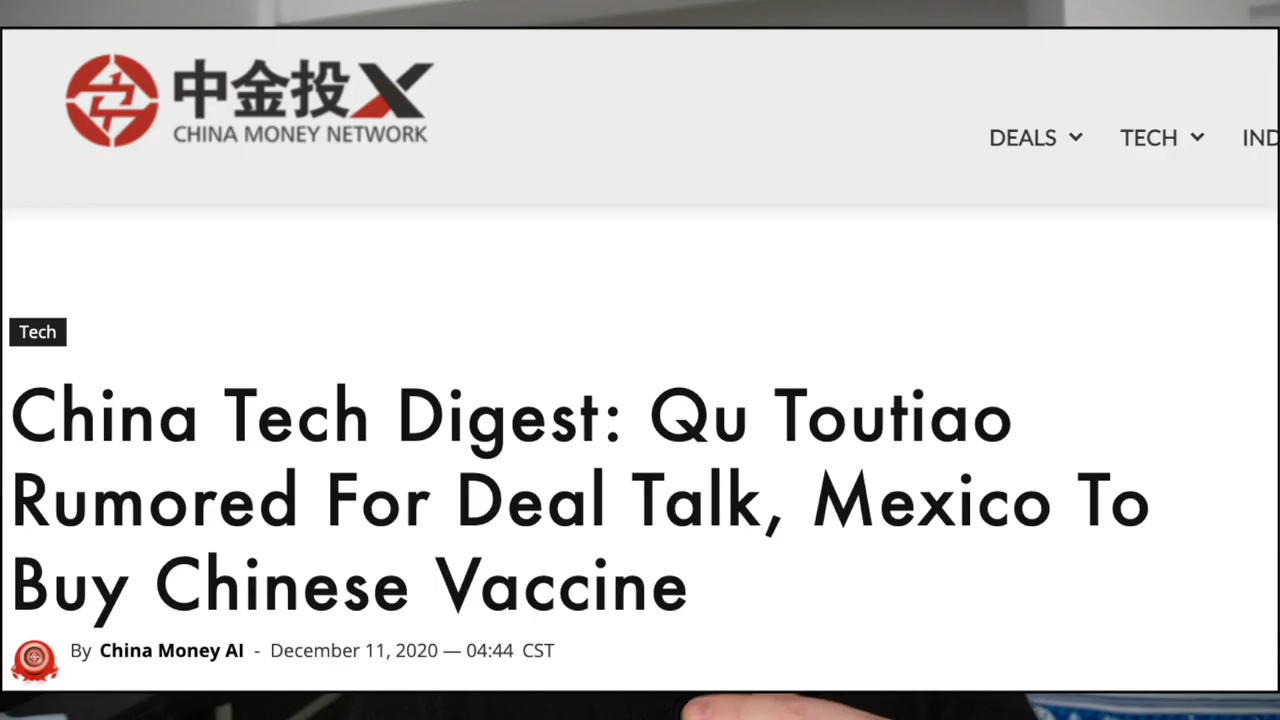 中金投X
CHINA MONEY NETWORK
DEALS TECH IND
Tech
China Tech Digest: Qu Toutiao
Rumored For Deal Talk, Mexico To
Buy Chinese Vaccine
By China Money AI - December 11, 2020 — 04:44 CST